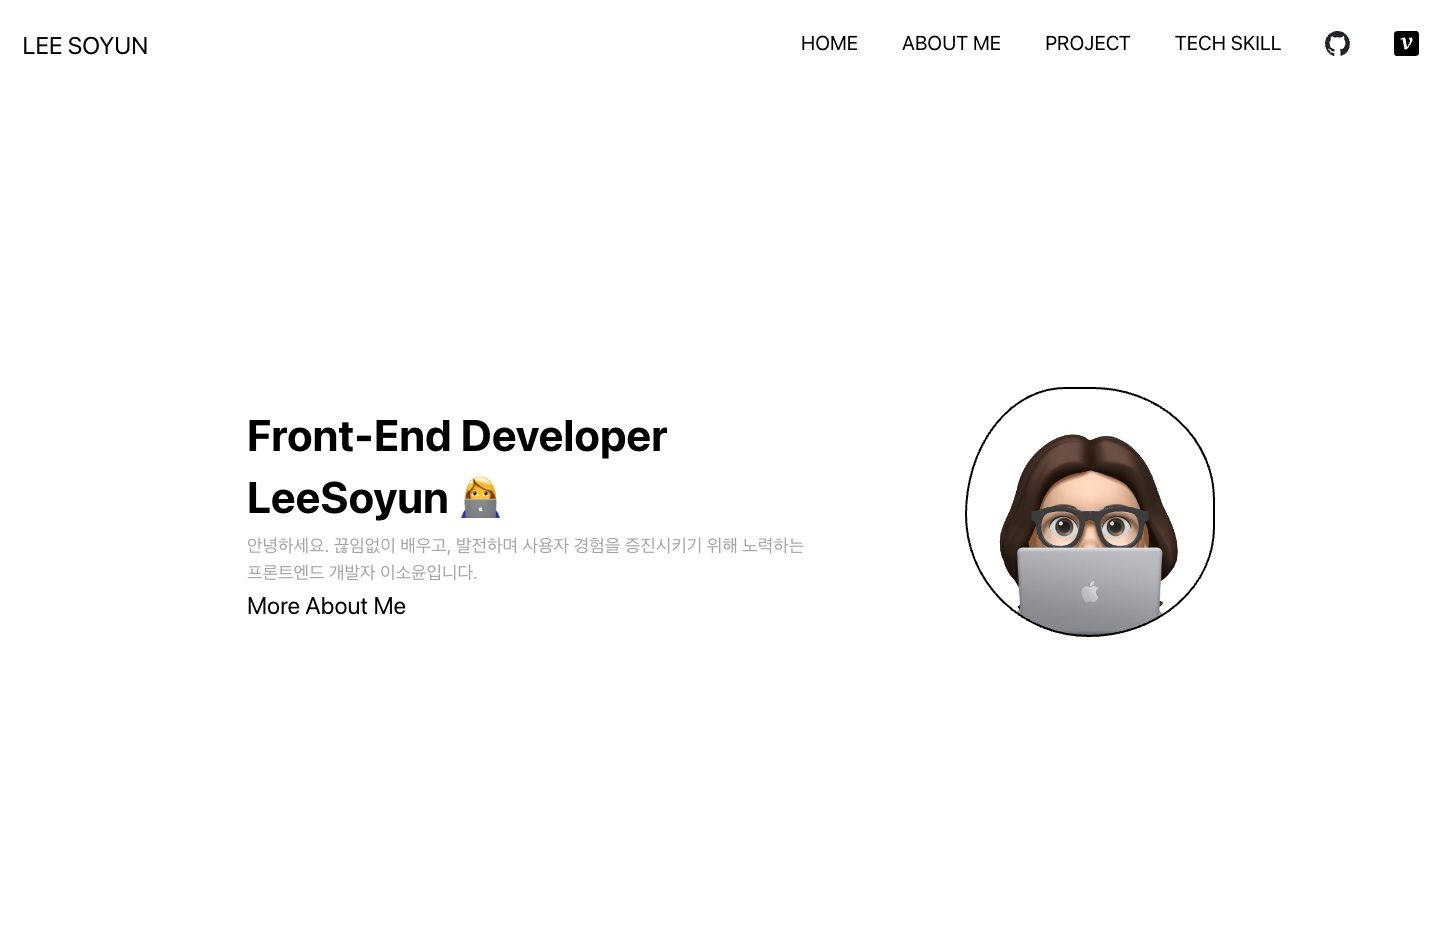 LEE SOYUN
HOME ABOUT ME PROJECT TECH SKILL
v
Front-End Developer
LeeSoyun 👩‍💻
안녕하세요. 끊임없이 배우고, 발전하며 사용자 경험을 증진시키기 위해 노력하는
프론트엔드 개발자 이소윤입니다.
More About Me